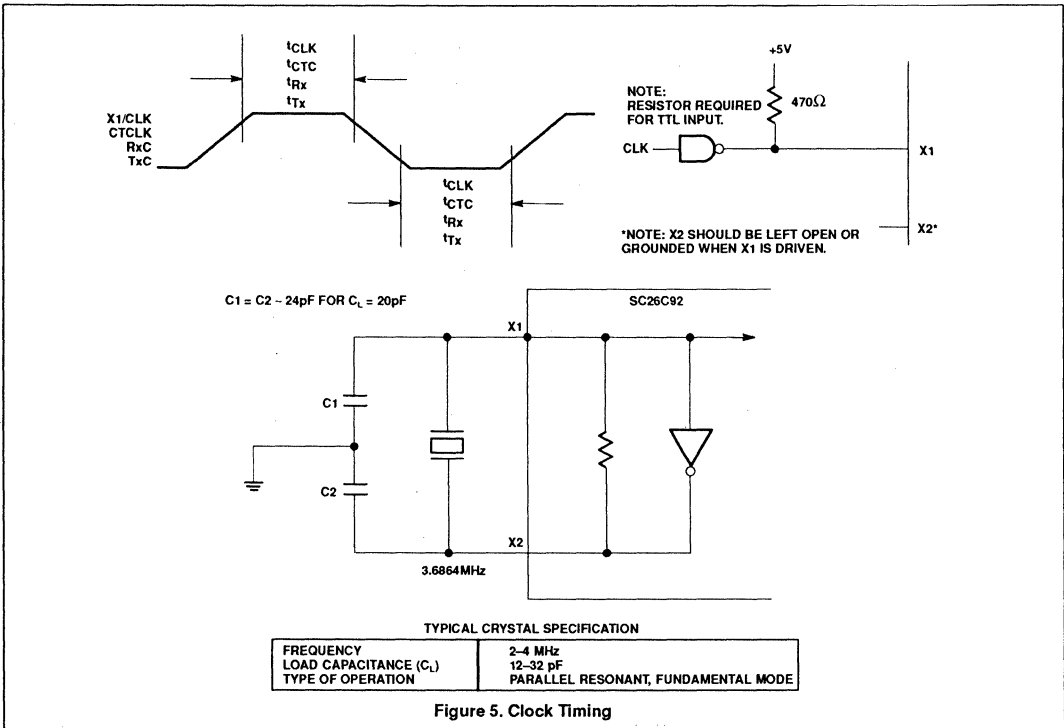 tCLK
tCTC
tRx
tTx
X1/CLK
CTCLK
RxC
TxC
tCLK
tCTC
tRx
tTx
+5V
NOTE:
RESISTOR REQUIRED
FOR TTL INPUT.
470Ω
CLK
X1
X2*
*NOTE: X2 SHOULD BE LEFT OPEN OR
GROUNDED WHEN X1 IS DRIVEN.
C1 = C2 ~ 24pF FOR CL = 20pF
SC26C92
X1
C1
C2
X2
3.6864MHz
TYPICAL CRYSTAL SPECIFICATION
FREQUENCY 2–4 MHz
LOAD CAPACITANCE (CL) 12–32 pF
TYPE OF OPERATION PARALLEL RESONANT, FUNDAMENTAL MODE
Figure 5. Clock Timing